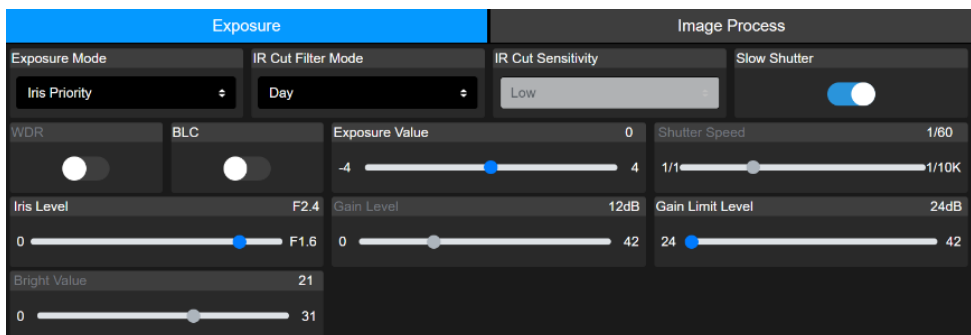 Exposure Image Process
Exposure Mode IR Cut Filter Mode IR Cut Sensitivity Slow Shutter
Iris Priority Day Low
WDR BLC Exposure Value 0 Shutter Speed 1/60
-4 4 1/1 1/10K
Iris Level F2.4 Gain Level 12dB Gain Limit Level 24dB
0 F1.6 0 42 24 42
Bright Value 21
0 31